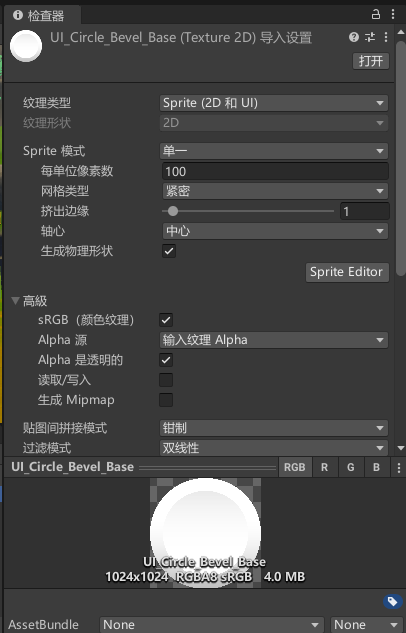 检查器
UI_Circle_Bevel_Base (Texture 2D) 导入设置
打开
纹理类型 Sprite (2D 和 UI)
纹理形状 2D
Sprite 模式 单一
每单位像素数 100
网格类型 紧密
挤出边缘 1
轴心 中心
生成物理形状
Sprite Editor
高级
sRGB（颜色纹理）
Alpha 源 输入纹理 Alpha
Alpha 是透明的
读取/写入
生成 Mipmap
贴图间拼接模式 钳制
过滤模式 双线性
UI_Circle_Bevel_Base RGB R G B
UI_Circle_Bevel_Base
1024x1024 RGBA8 sRGB 4.0 MB
AssetBundle None None